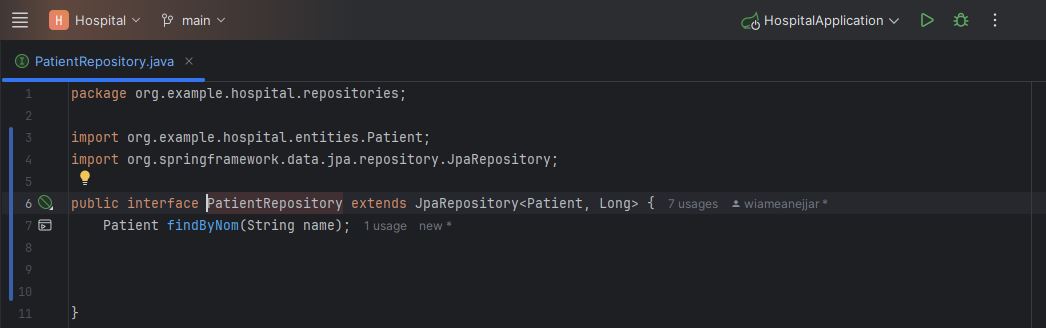 H Hospital main HospitalApplication
PatientRepository.java
1 package org.example.hospital.repositories;
2
3 import org.example.hospital.entities.Patient;
4 import org.springframework.data.jpa.repository.JpaRepository;
5
6 public interface PatientRepository extends JpaRepository<Patient, Long> { 7 usages wiameanejjar *
7 Patient findByNom(String name); 1 usage new *
8
9
10
11 }